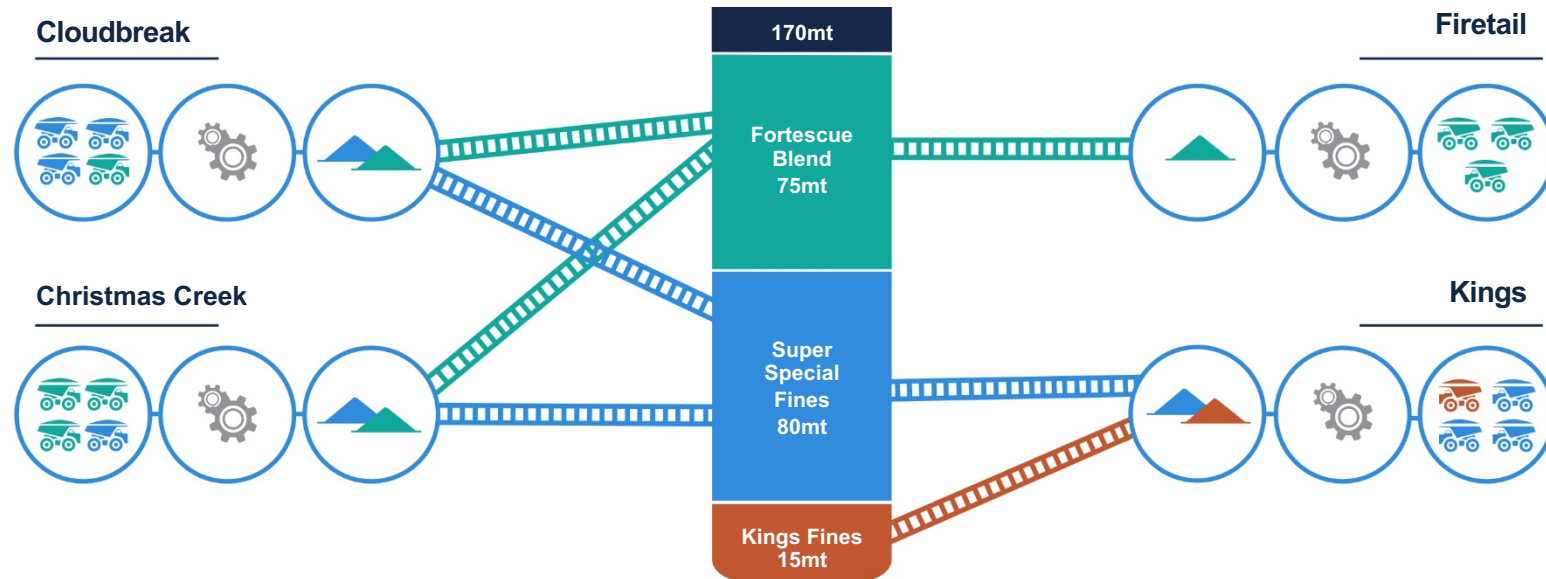 Cloudbreak
Christmas Creek
170mt
Fortescue
Blend
75mt
Super
Special
Fines
80mt
Kings Fines
15mt
Firetail
Kings